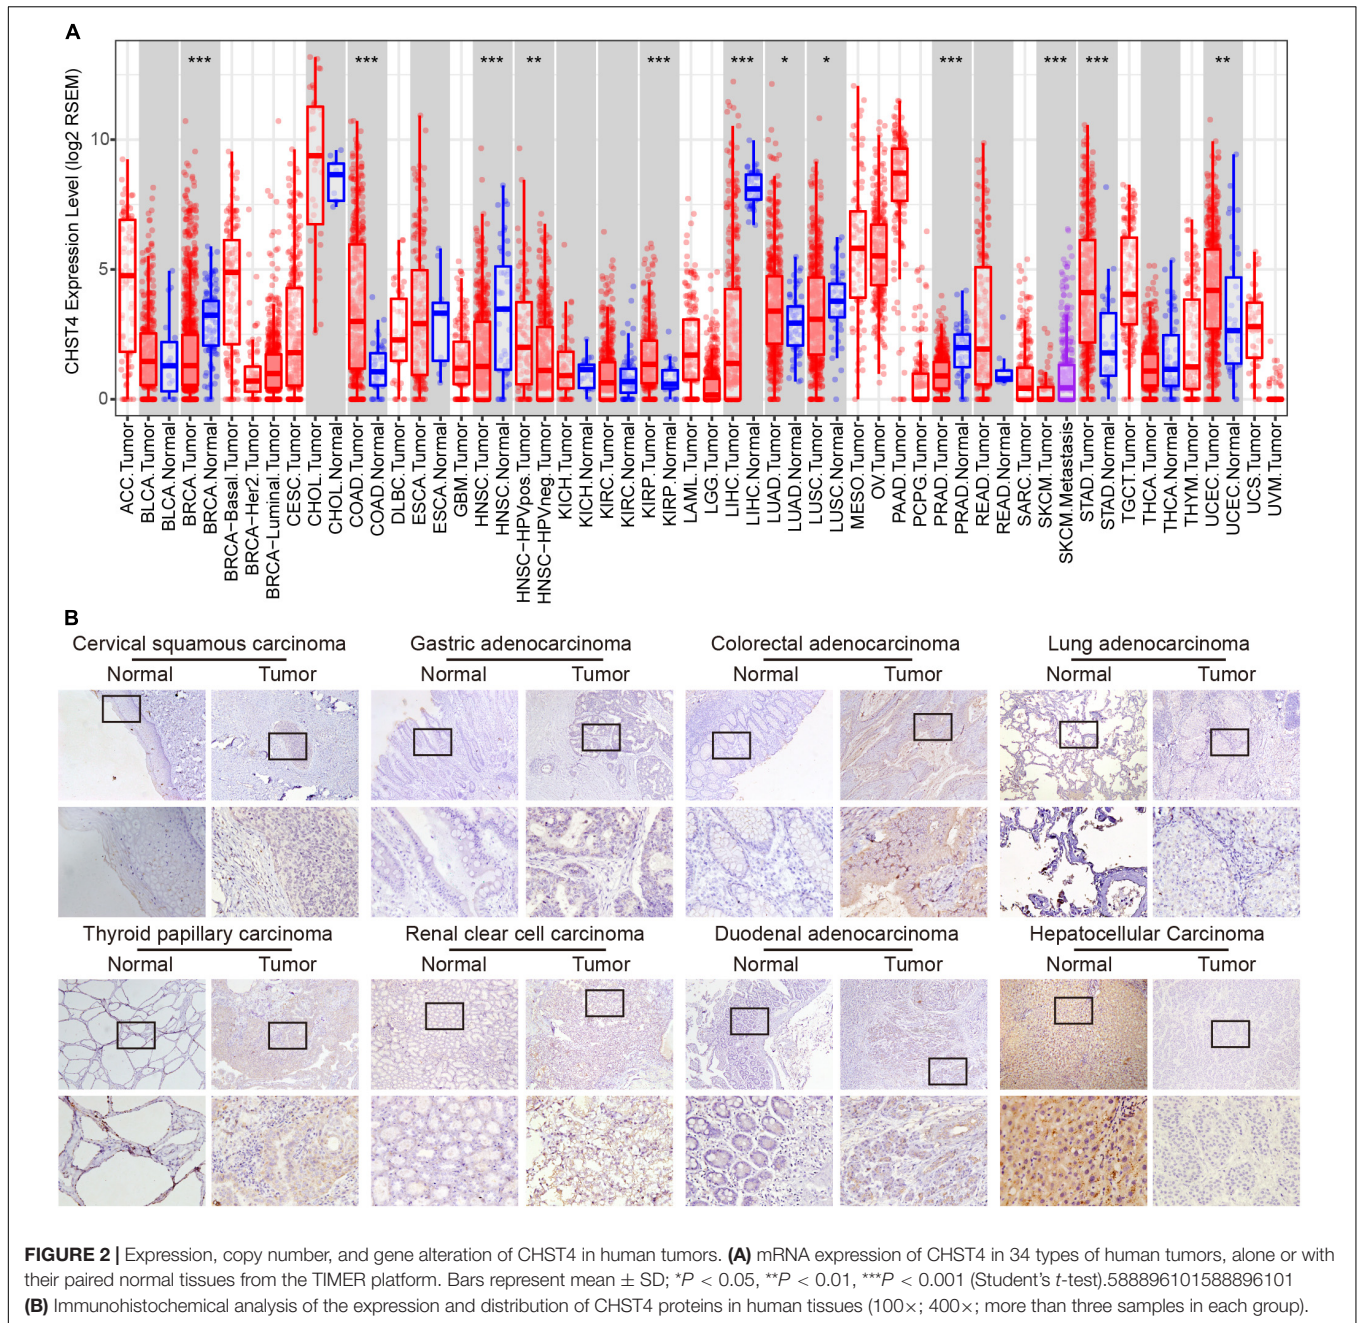 A
*** *** *** ** *** *** * * *** *** *** **
CHST4 Expression Level (log2 RSEM)
10
5
0
ACC.Tumor
BLCA.Tumor
BLCA.Normal
BRCA.Tumor
BRCA.Normal
BRCA−Basal.Tumor
BRCA−Her2.Tumor
BRCA−Luminal.Tumor
CESC.Tumor
CHOL.Tumor
CHOL.Normal
COAD.Tumor
COAD.Normal
DLBC.Tumor
ESCA.Tumor
ESCA.Normal
GBM.Tumor
HNSC.Tumor
HNSC.Normal
HNSC−HPVpos.Tumor
HNSC−HPVneg.Tumor
KICH.Tumor
KICH.Normal
KIRC.Tumor
KIRC.Normal
KIRP.Tumor
KIRP.Normal
LAML.Tumor
LGG.Tumor
LIHC.Tumor
LIHC.Normal
LUAD.Tumor
LUAD.Normal
LUSC.Tumor
LUSC.Normal
MESO.Tumor
OV.Tumor
PAAD.Tumor
PCPG.Tumor
PRAD.Tumor
PRAD.Normal
READ.Tumor
READ.Normal
SARC.Tumor
SKCM.Tumor
SKCM.Metastasis
STAD.Tumor
STAD.Normal
TGCT.Tumor
THCA.Tumor
THCA.Normal
THYM.Tumor
UCEC.Tumor
UCEC.Normal
UCS.Tumor
UVM.Tumor
B
Cervical squamous carcinoma Gastric adenocarcinoma Colorectal adenocarcinoma Lung adenocarcinoma
Normal Tumor Normal Tumor Normal Tumor Normal Tumor
Thyroid papillary carcinoma Renal clear cell carcinoma Duodenal adenocarcinoma Hepatocellular Carcinoma
Normal Tumor Normal Tumor Normal Tumor Normal Tumor
FIGURE 2 | Expression, copy number, and gene alteration of CHST4 in human tumors. (A) mRNA expression of CHST4 in 34 types of human tumors, alone or with
their paired normal tissues from the TIMER platform. Bars represent mean ± SD; *P < 0.05, **P < 0.01, ***P < 0.001 (Student's t-test).588896101588896101
(B) Immunohistochemical analysis of the expression and distribution of CHST4 proteins in human tissues (100×; 400×; more than three samples in each group).